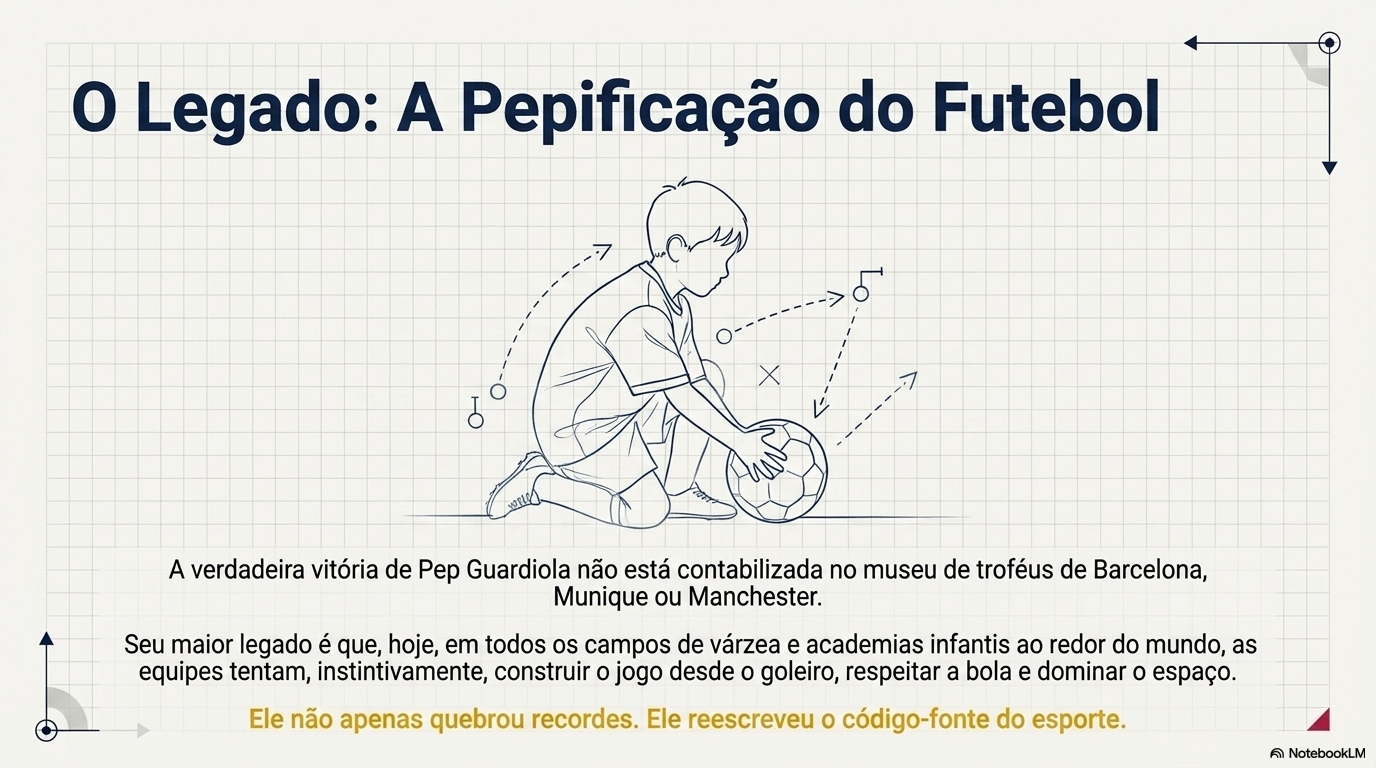 O Legado: A Pepificação do Futebol
A verdadeira vitória de Pep Guardiola não está contabilizada no museu de troféus de Barcelona,
Munique ou Manchester.
Seu maior legado é que, hoje, em todos os campos de várzea e academias infantis ao redor do mundo, as
equipes tentam, instintivamente, construir o jogo desde o goleiro, respeitar a bola e dominar o espaço.
Ele não apenas quebrou recordes. Ele reescreveu o código-fonte do esporte.
NotebookLM